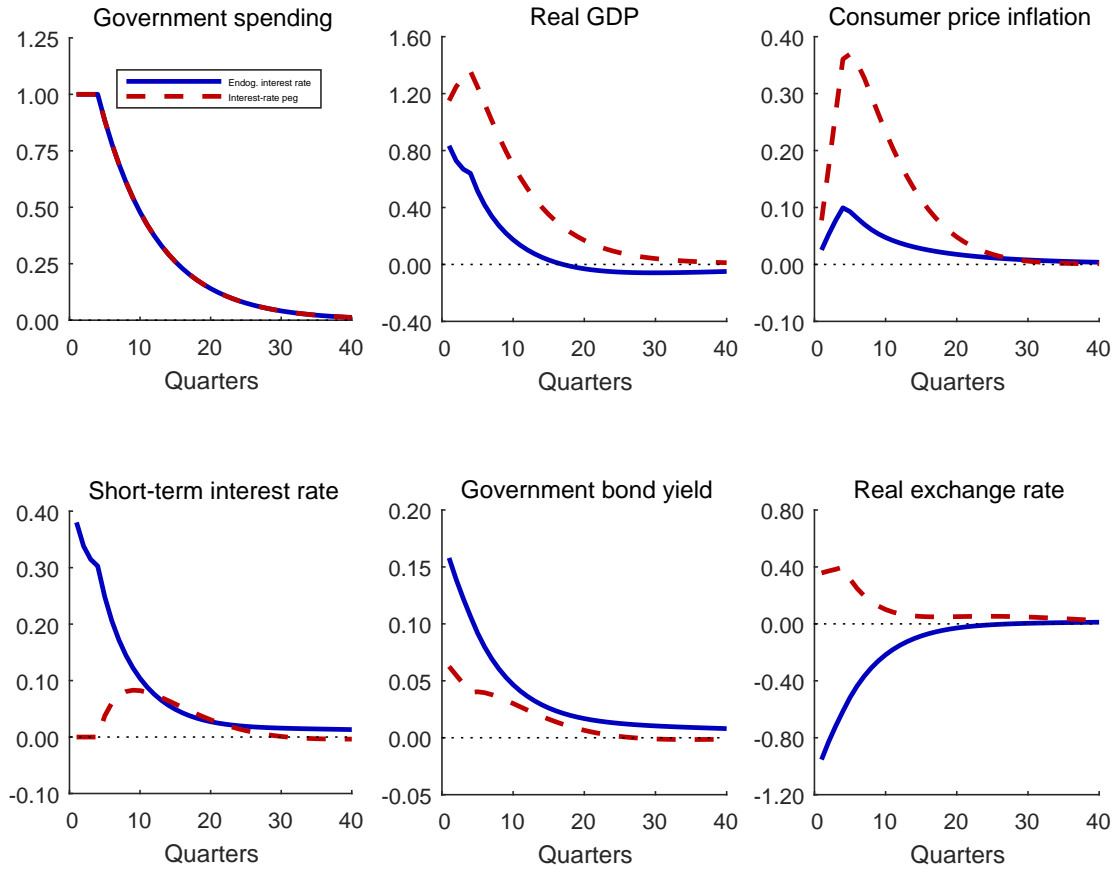 Government spending
1.25
1.00
0.75
0.50
0.25
0.00
0 10 20 30 40
Quarters
Endog. interest rate
Interest-rate peg
Real GDP
1.60
1.20
0.80
0.40
0.00
-0.40
0 10 20 30 40
Quarters
Consumer price inflation
0.40
0.30
0.20
0.10
0.00
-0.10
0 10 20 30 40
Quarters
Short-term interest rate
0.40
0.30
0.20
0.10
0.00
-0.10
0 10 20 30 40
Quarters
Government bond yield
0.20
0.15
0.10
0.05
0.00
-0.05
0 10 20 30 40
Quarters
Real exchange rate
0.80
0.40
0.00
-0.40
-0.80
-1.20
0 10 20 30 40
Quarters